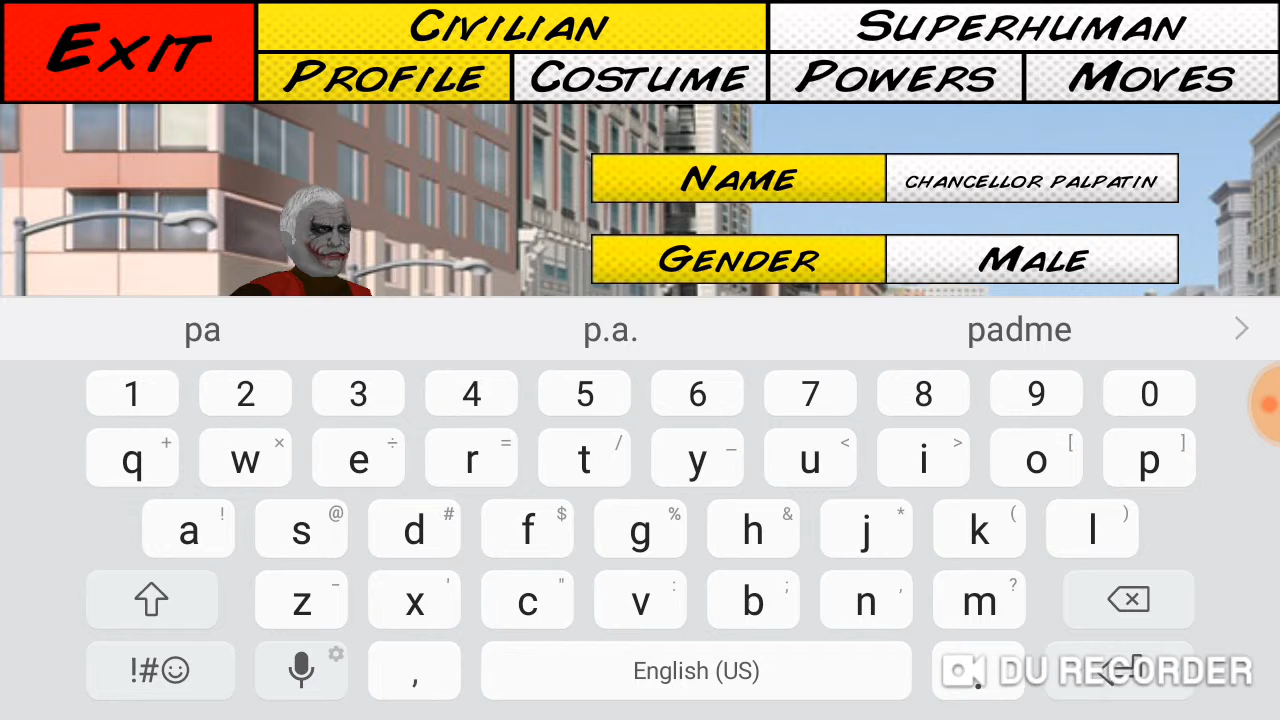 EXIT
CIVILIAN SUPERHUMAN
PROFILE COSTUME POWERS MOVES
NAME CHANCELLOR PALPATIN
GENDER MALE
pa p.a. padme
1 2 3 4 5 6 7 8 9 0
q + w × e ÷ r = t / y _ u < i > o [ p ]
a ! s @ d # f $ g % h & j * k ( l )
z - x ' c " v : b ; n , m ?
!#☺ , English (US) .
DU RECORDER